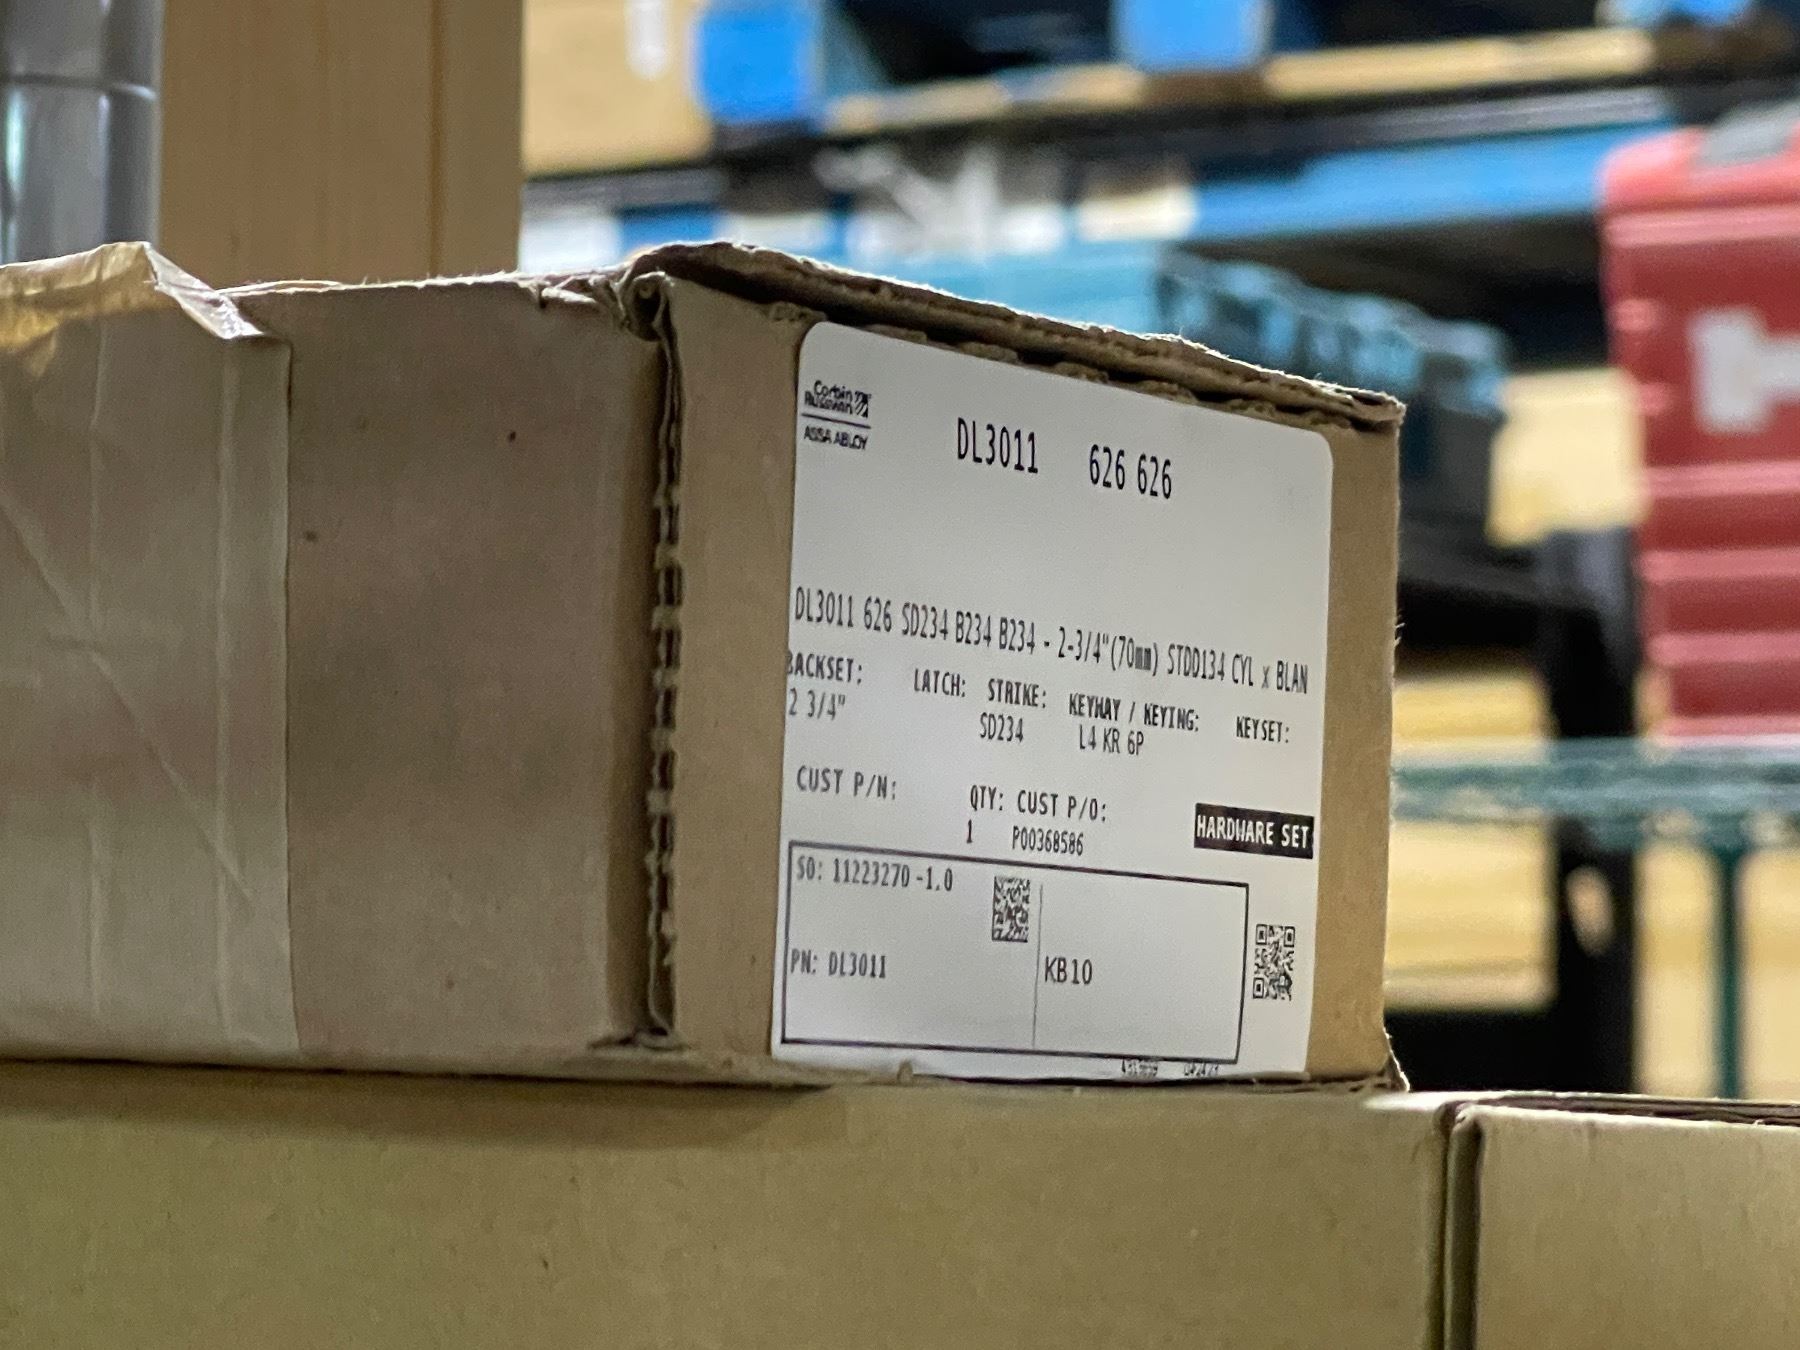 Corbin
Russwin
ASSA ABLOY
DL3011 626 626
DL3011 626 SD234 B234 B234 - 2-3/4"(70mm) STDD134 CYL x BLAN
BACKSET: LATCH: STRIKE: KEYWAY / KEYING: KEYSET:
2 3/4" SD234 L4 KR 6P
CUST P/N: QTY: CUST P/O:
1 P00368586
HARDWARE SET
SO: 11223270 -1.0
PN: DL3011
KB10